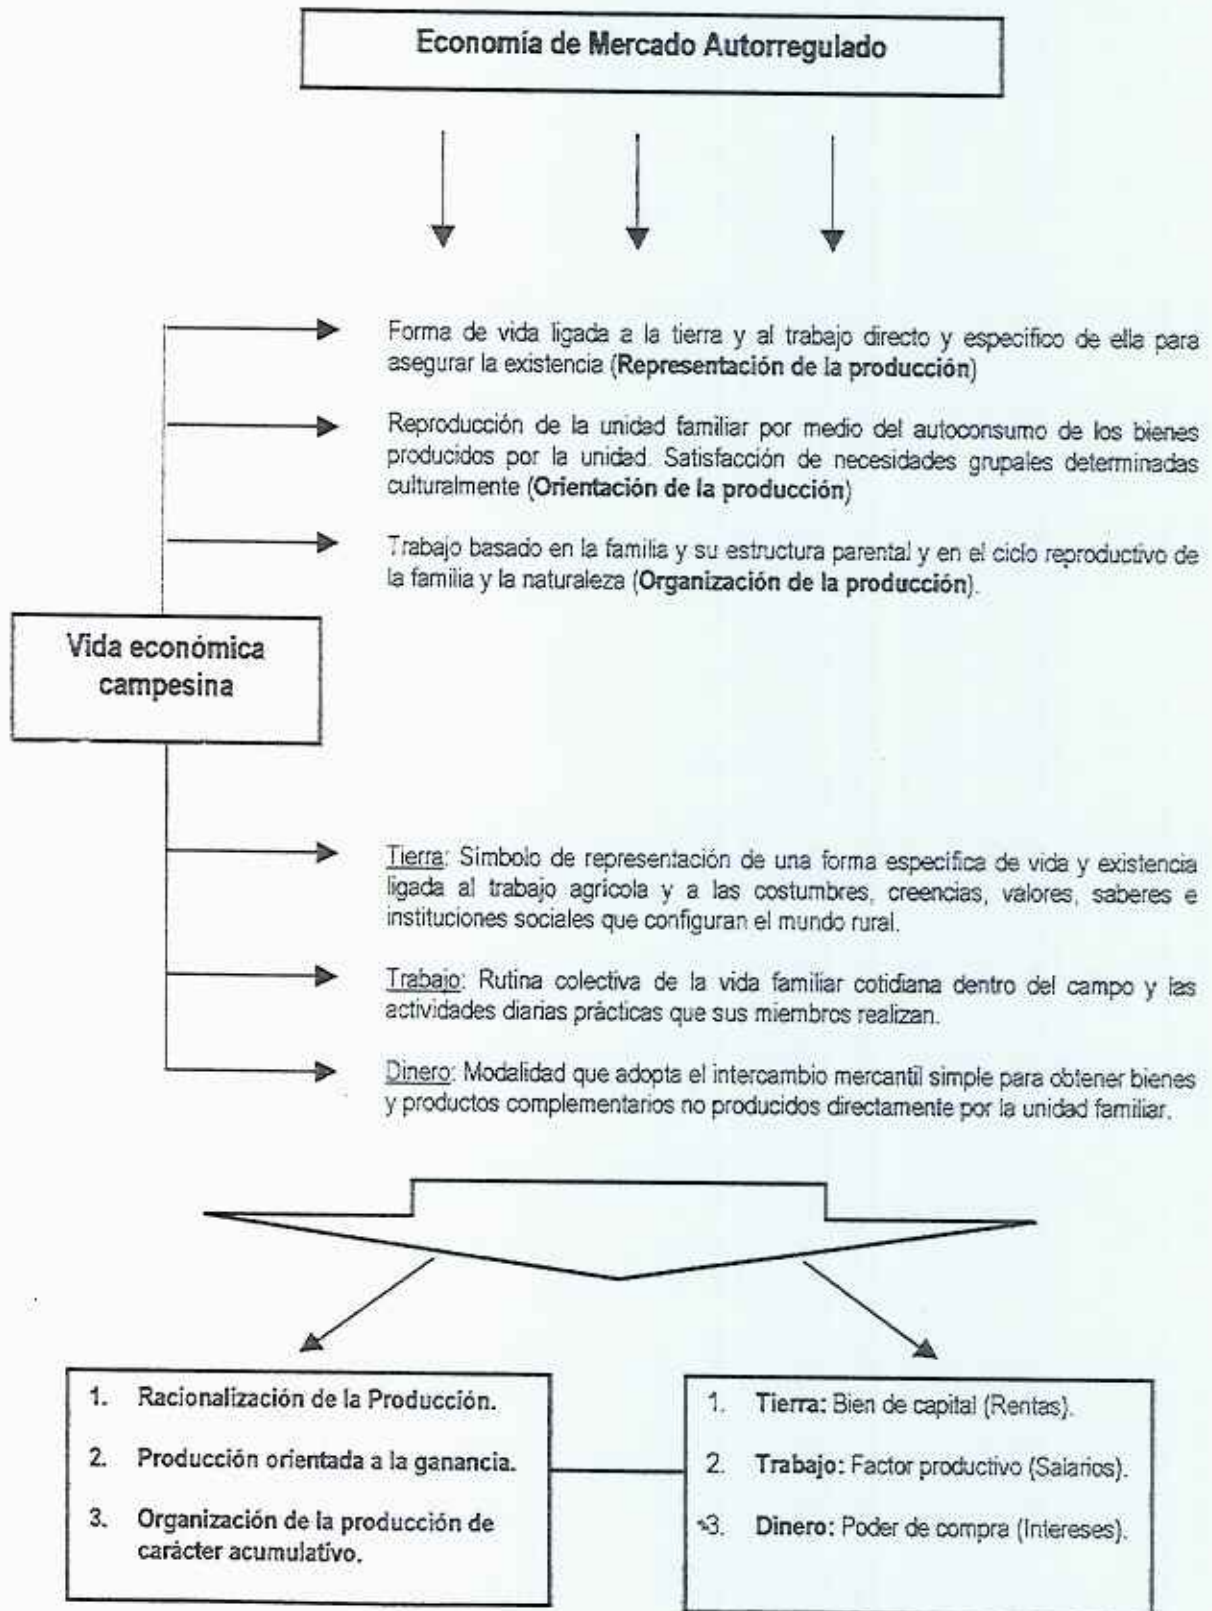 Economía de Mercado Autorregulado
Forma de vida ligada a la tierra y al trabajo directo y específico de ella para
asegurar la existencia (Representación de la producción)
Reproducción de la unidad familiar por medio del autoconsumo de los bienes
producidos por la unidad. Satisfacción de necesidades grupales determinadas
culturalmente (Orientación de la producción)
Trabajo basado en la familia y su estructura parental y en el ciclo reproductivo de
la familia y la naturaleza (Organización de la producción).
Vida económica
campesina
Tierra: Símbolo de representación de una forma específica de vida y existencia
ligada al trabajo agrícola y a las costumbres, creencias, valores, saberes e
instituciones sociales que configuran el mundo rural.
Trabajo: Rutina colectiva de la vida familiar cotidiana dentro del campo y las
actividades diarias prácticas que sus miembros realizan.
Dinero: Modalidad que adopta el intercambio mercantil simple para obtener bienes
y productos complementarios no producidos directamente por la unidad familiar.
1. Racionalización de la Producción.
2. Producción orientada a la ganancia.
3. Organización de la producción de
carácter acumulativo.
1. Tierra: Bien de capital (Rentas).
2. Trabajo: Factor productivo (Salarios).
3. Dinero: Poder de compra (Intereses).